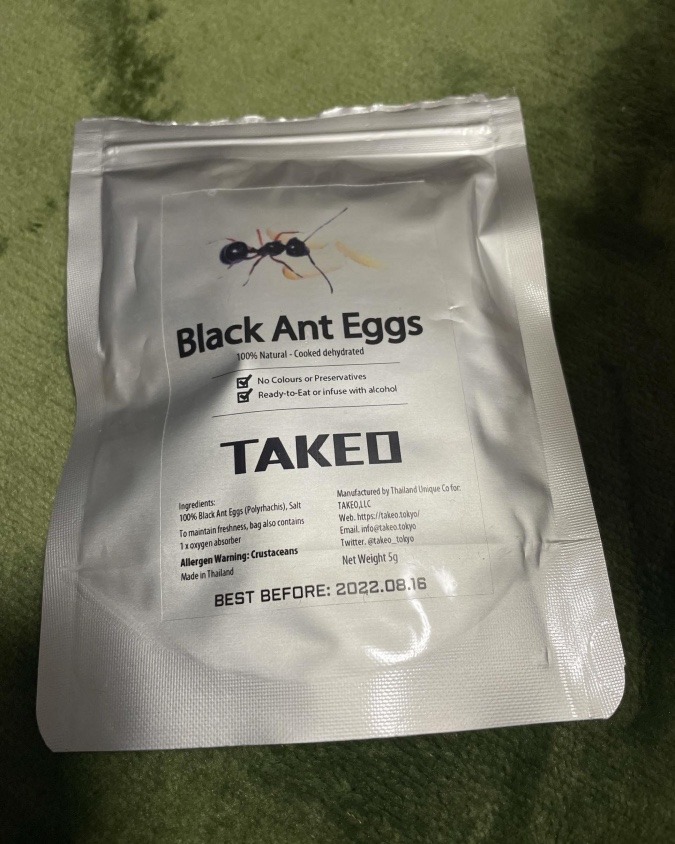 Black Ant Eggs
100% Natural - Cooked dehydrated
No Colours or Preservatives
Ready-to-Eat or infuse with alcohol
TAKEO
Ingredients:
100% Black Ant Eggs (Polyrhachis), Salt
To maintain freshness, bag also contains
1 x oxygen absorber
Allergen Warning: Crustaceans
Made in Thailand
Manufactured by Thailand Unique Co for:
TAKEO,LLC
Web. https://takeo.tokyo/
Email. info@takeo.tokyo
Twitter. @takeo_tokyo
Net Weight 5g
BEST BEFORE: 2022.08.16